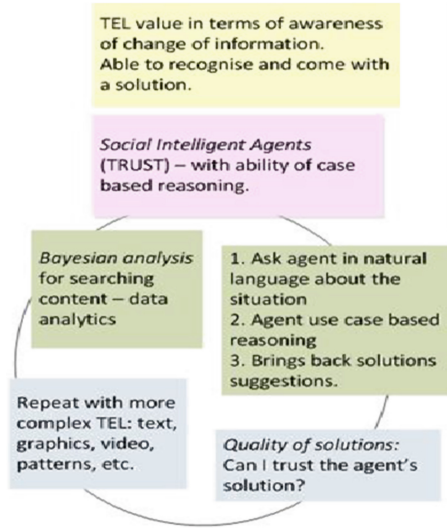 TEL value in terms of awareness
of change of information.
Able to recognise and come with
a solution.
Social Intelligent Agents
(TRUST) – with ability of case
based reasoning.
Bayesian analysis
for searching
content – data
analytics
1. Ask agent in natural
language about the
situation
2. Agent use case based
reasoning
3. Brings back solutions
suggestions.
Repeat with more
complex TEL: text,
graphics, video,
patterns, etc.
Quality of solutions:
Can I trust the agent's
solution?